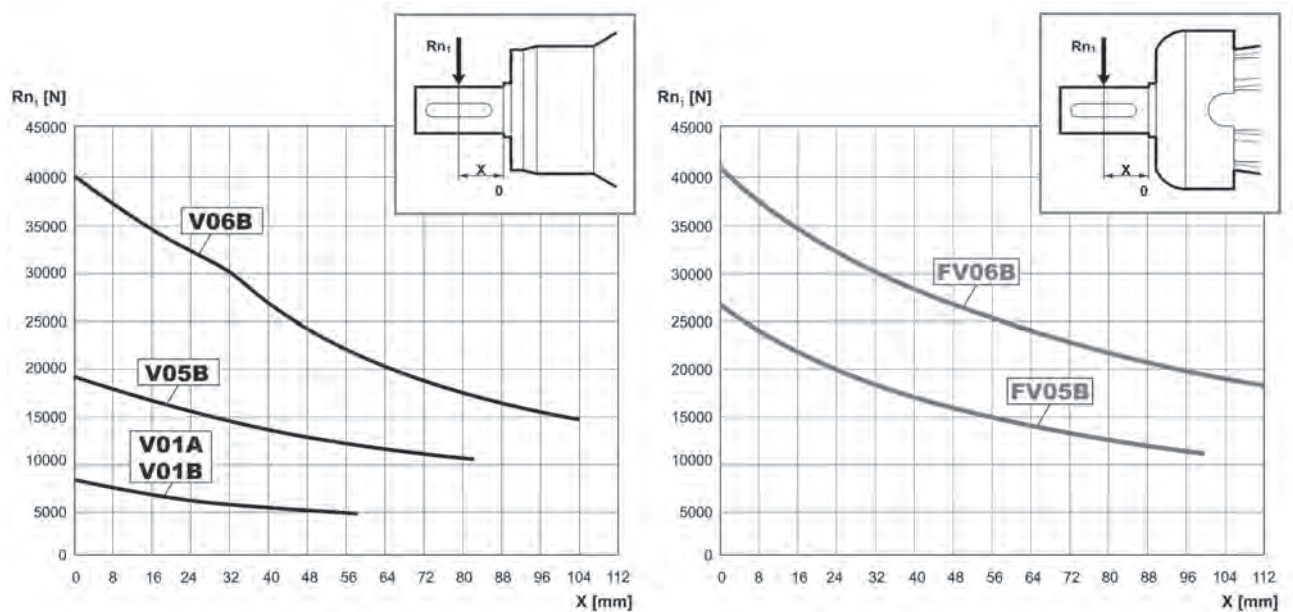 Rn₁
X
0
Rn₁ [N]
45000
40000
35000
30000
25000
20000
15000
10000
5000
0
V06B
V05B
V01A
V01B
0 8 16 24 32 40 48 56 64 72 80 88 96 104 112
X [mm]
Rn₁
X
0
Rn₁ [N]
45000
40000
35000
30000
25000
20000
15000
10000
5000
0
FV06B
FV05B
0 8 16 24 32 40 48 56 64 72 80 88 96 104 112
X [mm]